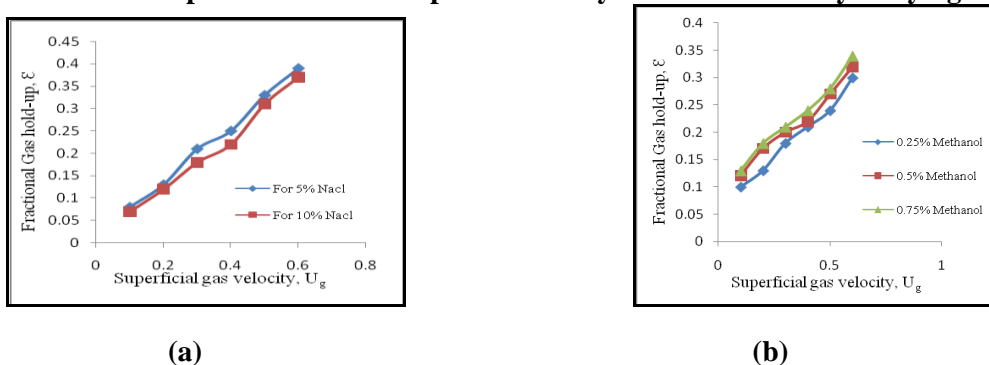 0.45
0.4
0.35
0.3
0.25
0.2
0.15
0.1
0.05
0
Fractional Gas hold-up, Ɛ
For 5% Nacl
For 10% Nacl
0 0.2 0.4 0.6 0.8
Superficial gas velocity, Ug
(a)
0.4
0.35
0.3
0.25
0.2
0.15
0.1
0.05
0
Fractional Gas hold-up, Ɛ
0.25% Methanol
0.5% Methanol
0.75% Methanol
0 0.5 1
Superficial gas velocity, Ug
(b)